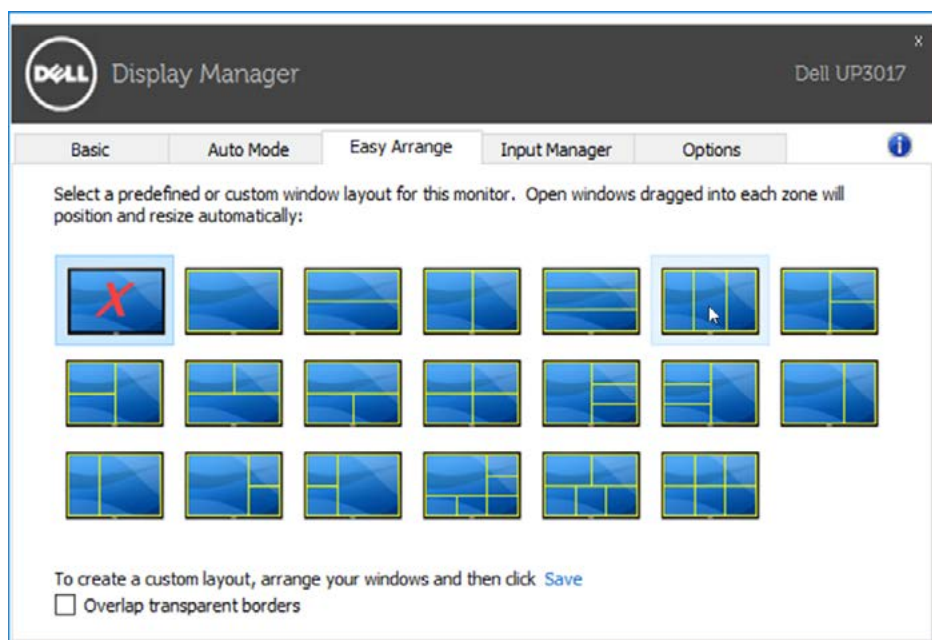 x
DELL Display Manager Dell UP3017
Basic Auto Mode Easy Arrange Input Manager Options
Select a predefined or custom window layout for this monitor. Open windows dragged into each zone will
position and resize automatically:
X
To create a custom layout, arrange your windows and then click Save
Overlap transparent borders